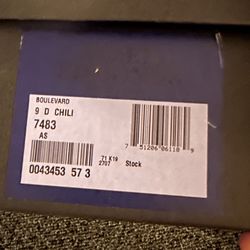 BOULEVARD
9 D CHILI
7483
AS
7 51206 06118 9
71 K19
2707 Stock
0043453 57 3